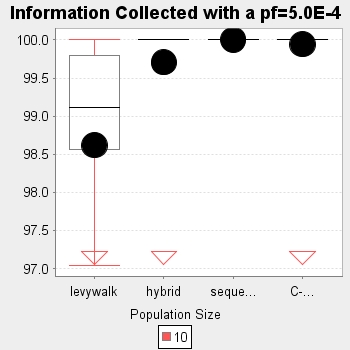 Information Collected with a pf=5.0E-4
100.0
99.5
99.0
98.5
98.0
97.5
97.0
levywalk hybrid seque... C-...
Population Size
10